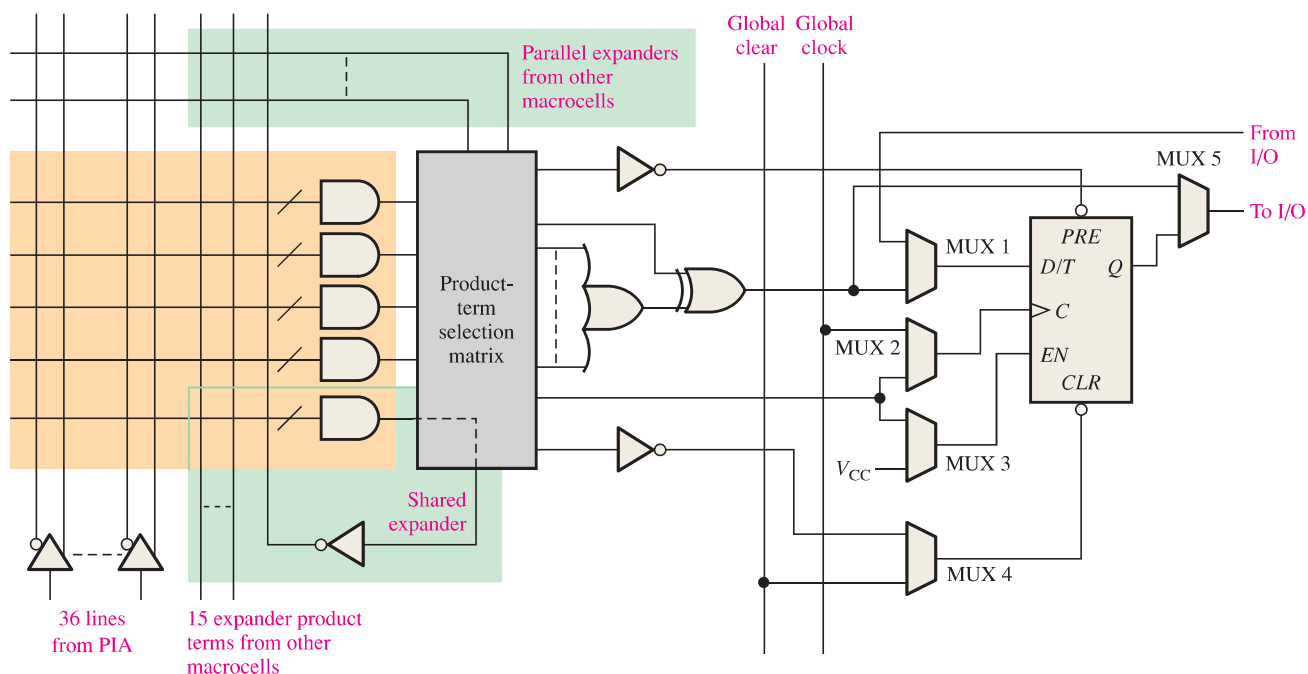 Global Global
clear clock
Parallel expanders
from other
macrocells
From
I/O
MUX 5
To I/O
PRE
MUX 1
D/T Q
Product-
term
selection
matrix
C
MUX 2
EN
CLR
MUX 3
VCC
Shared
expander
MUX 4
36 lines
from PIA
15 expander product
terms from other
macrocells